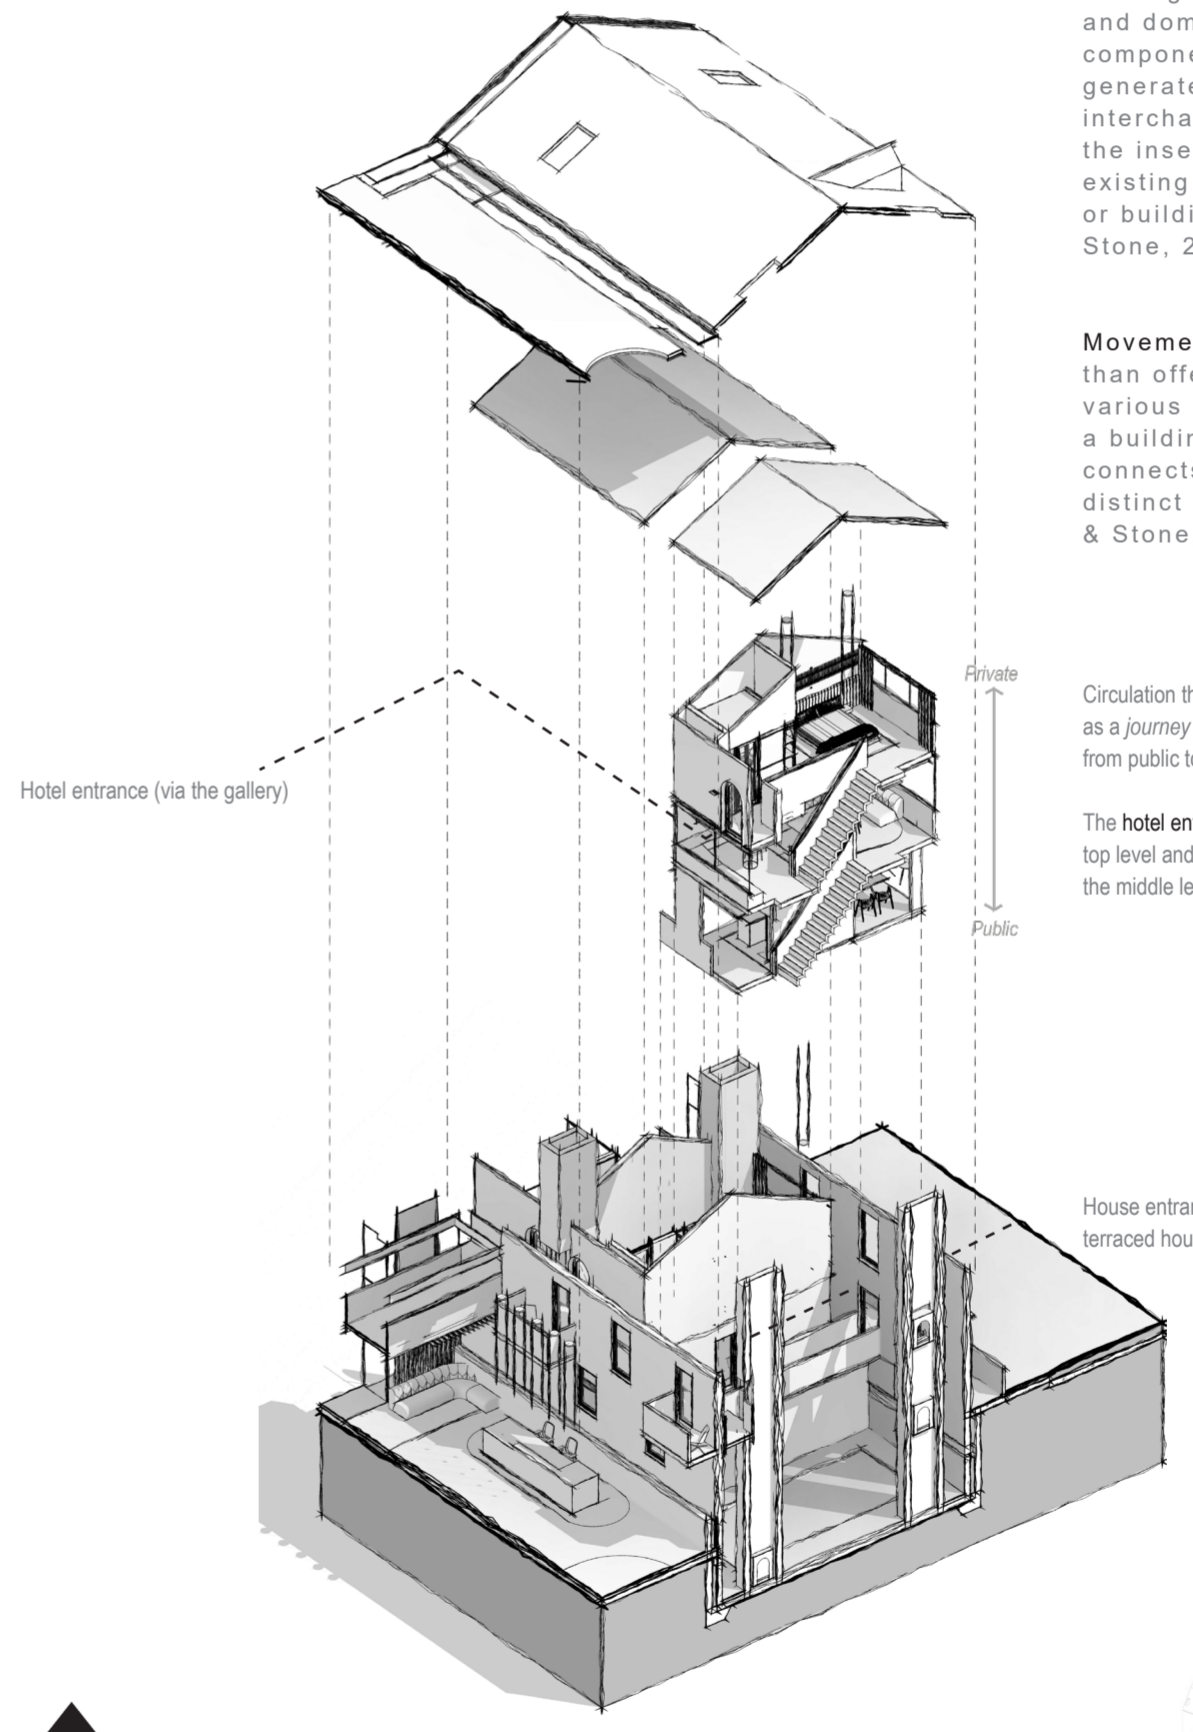 and dom
compone
generate
intercha
the inse
existing
or buildi
Stone, 2
Moveme
than offe
various
a buildin
connects
distinct
& Stone
Private
Circulation th
as a journey
from public to
Hotel entrance (via the gallery)
The hotel en
top level and
the middle le
Public
House entra
terraced hou